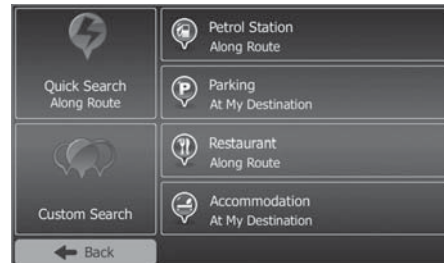 Quick Search
Along Route
Custom Search
Back
Petrol Station
Along Route
P
Parking
At My Destination
Restaurant
Along Route
Accommodation
At My Destination